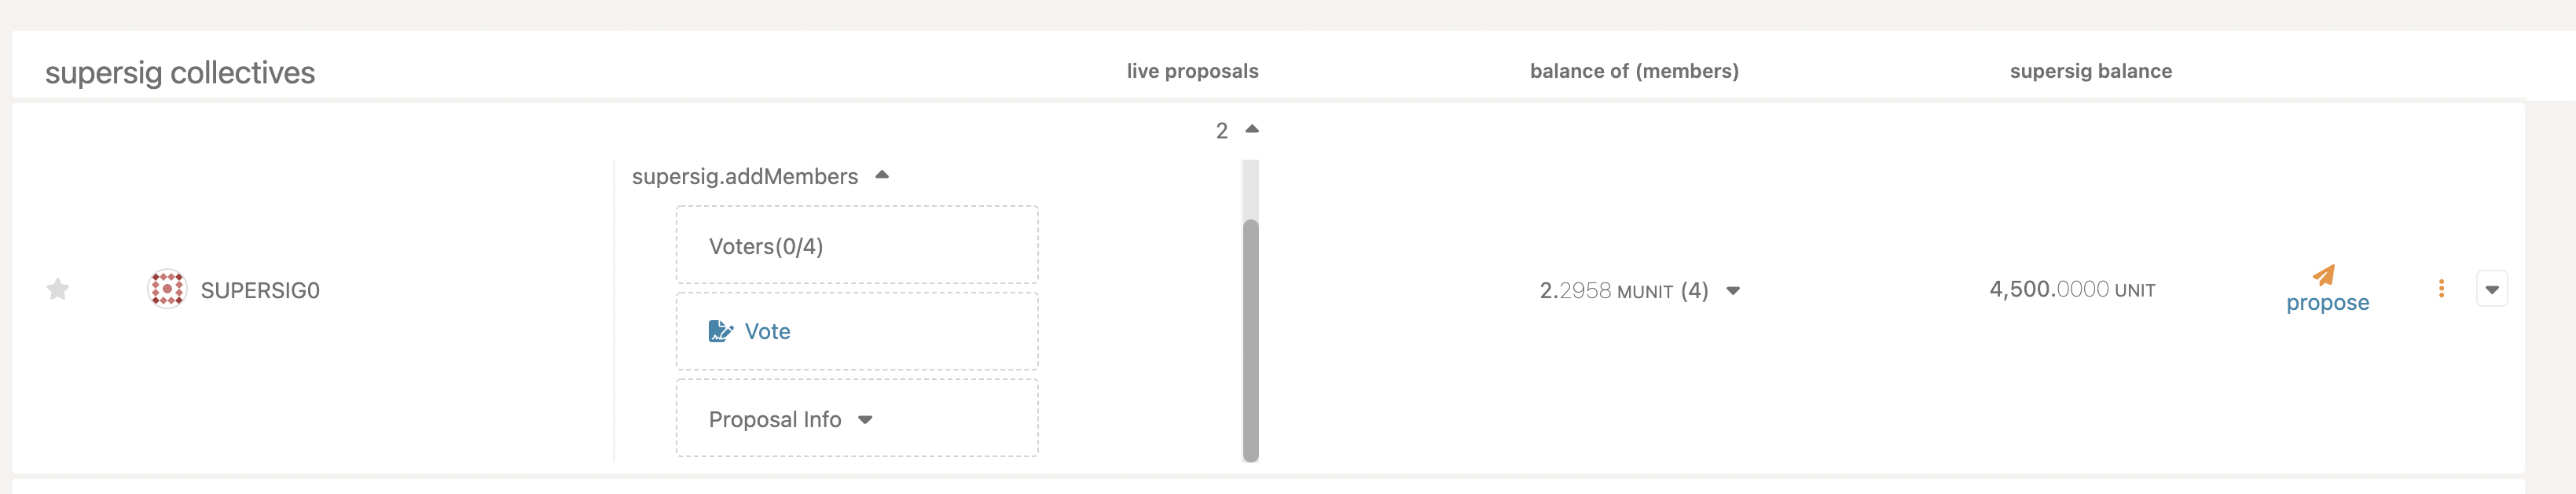 supersig collectives live proposals balance of (members) supersig balance
2
supersig.addMembers
Voters(0/4)
SUPERSIG0 2.2958 MUNIT (4) 4,500.0000 UNIT propose
Vote
Proposal Info